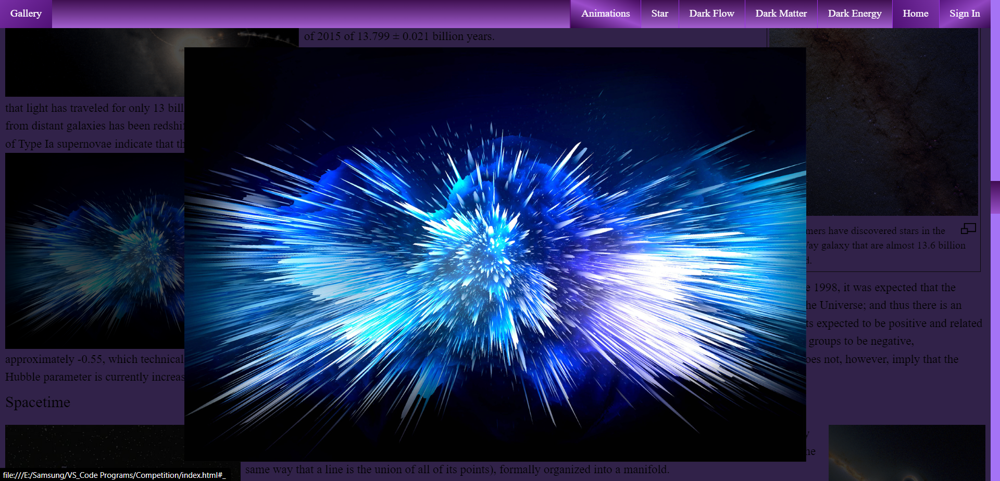 Gallery
Animations
Star
Dark Flow
Dark Matter
Dark Energy
Home
Sign In
of 2015 of 13.799 ± 0.021 billion years.
that light has traveled for only 13 bill
from distant galaxies has been redshi
of Type Ia supernovae indicate that th
mers have discovered stars in the
Way galaxy that are almost 13.6 billion
d.
e 1998, it was expected that the
he Universe; and thus there is an
ts expected to be positive and related
groups to be negative,
oes not, however, imply that the
approximately -0.55, which technical
Hubble parameter is currently increas
Spacetime
y
ne
same way that a line is the union of all of its points), formally organized into a manifold.
file:///E:/Samsung/VS_Code Programs/Competition/index.html#_